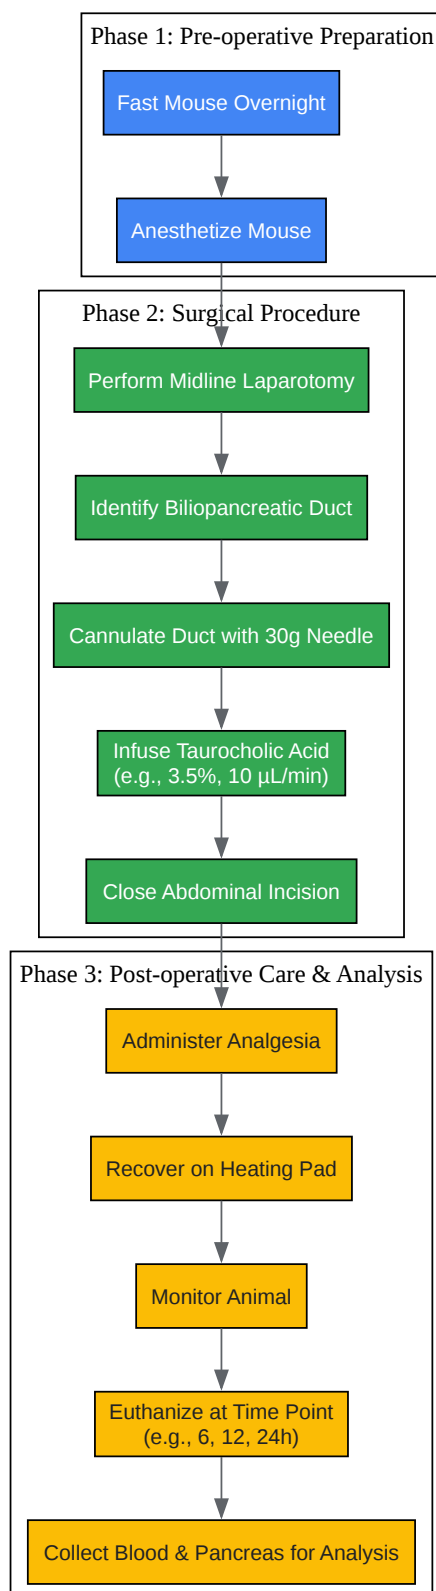 Phase 1: Pre-operative Preparation
Fast Mouse Overnight
Anesthetize Mouse
Phase 2: Surgical Procedure
Perform Midline Laparotomy
Identify Biliopancreatic Duct
Cannulate Duct with 30g Needle
Infuse Taurocholic Acid
(e.g., 3.5%, 10 µL/min)
Close Abdominal Incision
Phase 3: Post-operative Care & Analysis
Administer Analgesia
Recover on Heating Pad
Monitor Animal
Euthanize at Time Point
(e.g., 6, 12, 24h)
Collect Blood & Pancreas for Analysis